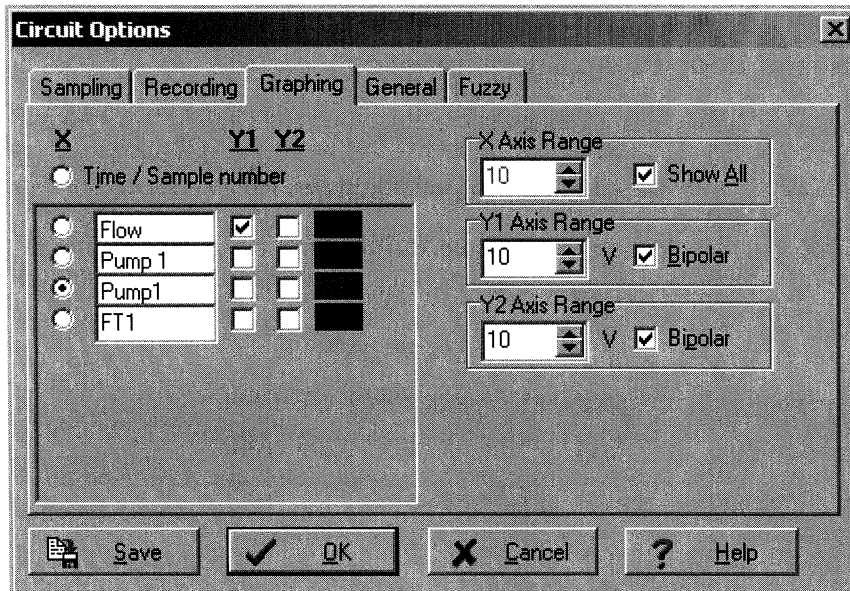 Circuit Options
Sampling Recording Graphing General Fuzzy
X Y1 Y2
Time / Sample number
Flow
Pump 1
Pump1
FT1
X Axis Range
10 Show All
Y1 Axis Range
10 V Bipolar
Y2 Axis Range
10 V Bipolar
Save OK Cancel Help